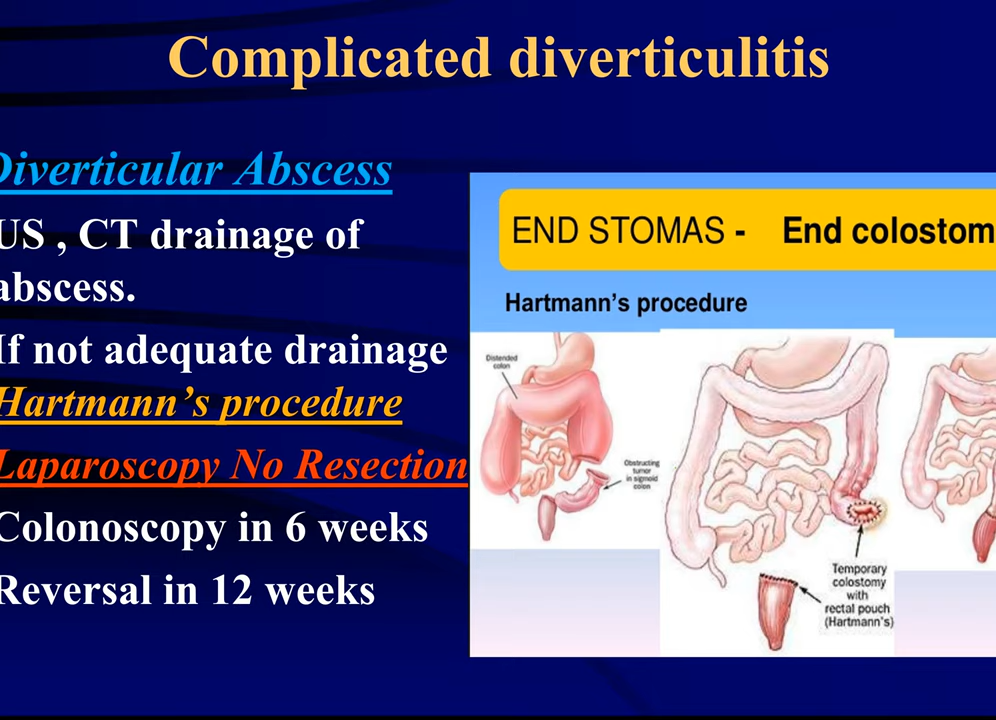 Complicated diverticulitis
Diverticular Abscess
US , CT drainage of
abscess.
If not adequate drainage
Hartmann’s procedure
Laparoscopy No Resection
Colonoscopy in 6 weeks
Reversal in 12 weeks
END STOMAS - End colostom
Hartmann’s procedure
Distended
colon
Obstructing
tumor
in sigmoid
colon
Temporary
colostomy
with
rectal pouch
(Hartmann's)